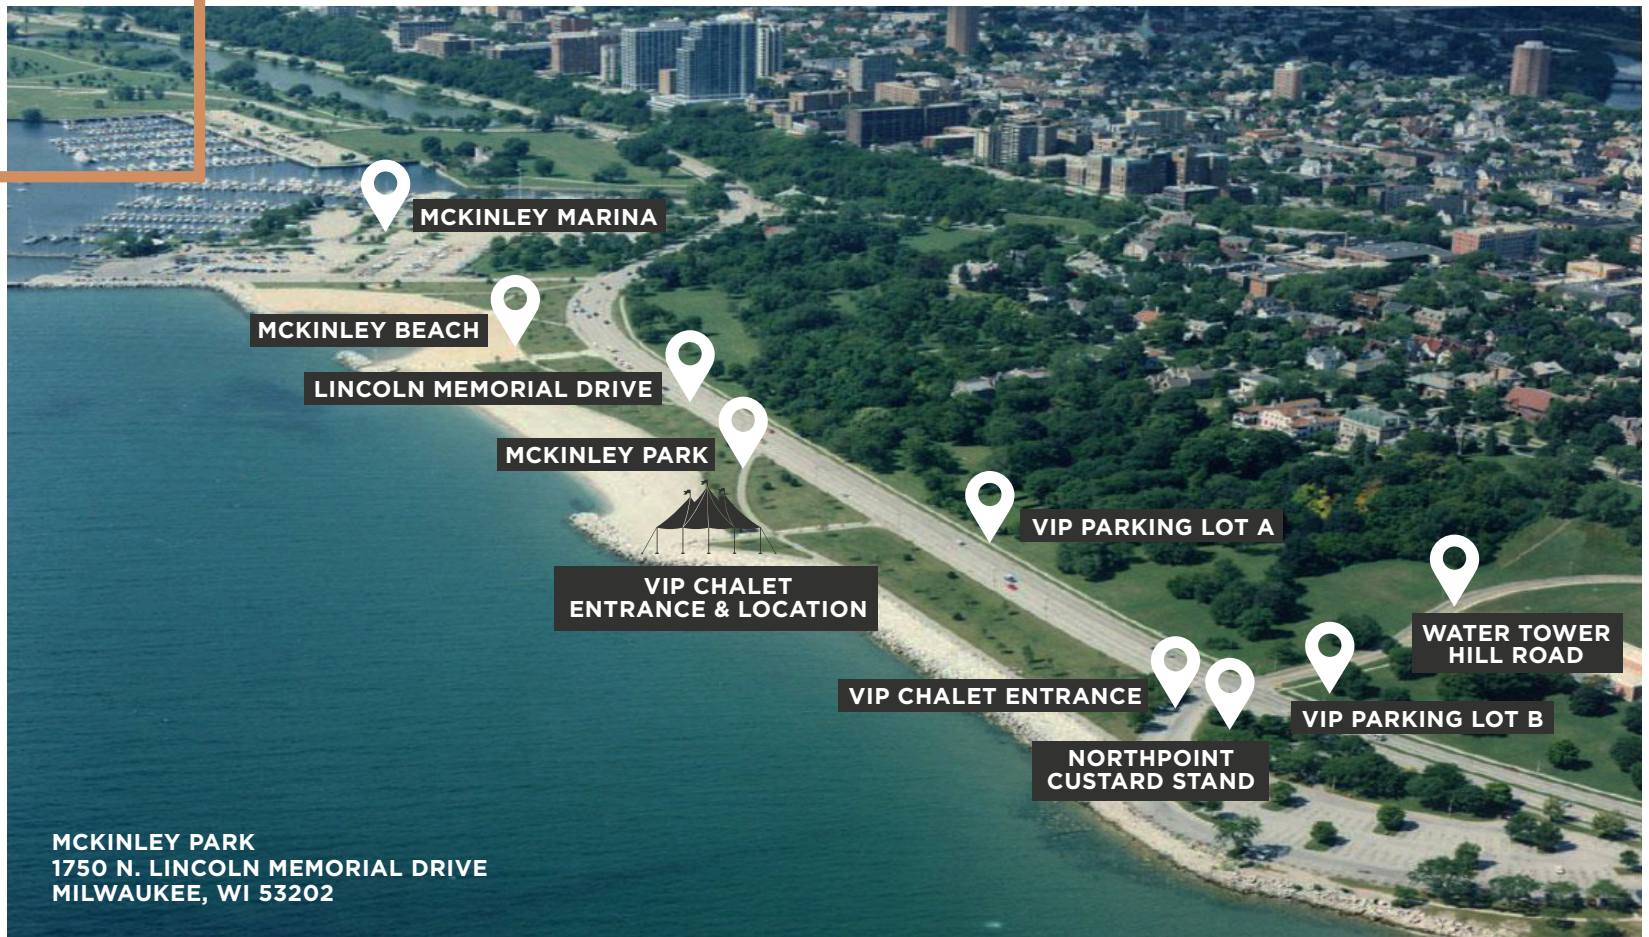 MCKINLEY MARINA
MCKINLEY BEACH
LINCOLN MEMORIAL DRIVE
MCKINLEY PARK
VIP PARKING LOT A
VIP CHALET
ENTRANCE & LOCATION
WATER TOWER
HILL ROAD
VIP CHALET ENTRANCE
VIP PARKING LOT B
NORTHPOINT
CUSTARD STAND
MCKINLEY PARK
1750 N. LINCOLN MEMORIAL DRIVE
MILWAUKEE, WI 53202